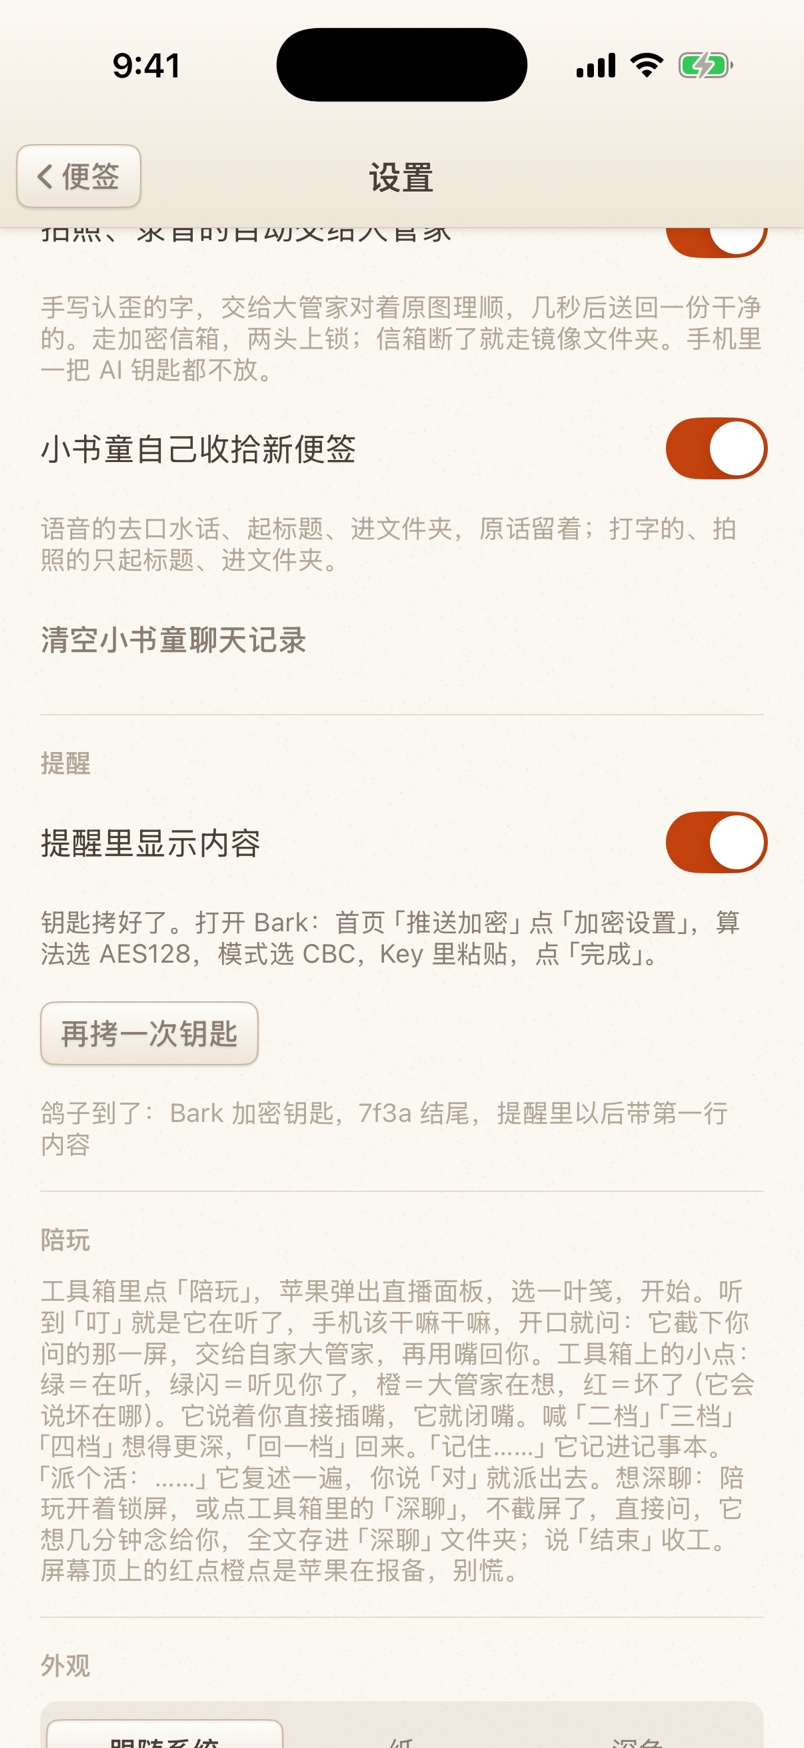 9:41
便签
设置
拍照、录音的自动交给大管家
手写认歪的字，交给大管家对着原图理顺，几秒后送回一份干净
的。走加密信箱，两头上锁；信箱断了就走镜像文件夹。手机里
一把 AI 钥匙都不放。
小书童自己收拾新便签
语音的去口水话、起标题、进文件夹，原话留着；打字的、拍
照的只起标题、进文件夹。
清空小书童聊天记录
提醒
提醒里显示内容
钥匙拷好了。打开 Bark：首页「推送加密」点「加密设置」，算
法选 AES128，模式选 CBC，Key 里粘贴，点「完成」。
再拷一次钥匙
鸽子到了：Bark 加密钥匙，7f3a 结尾，提醒里以后带第一行
内容
陪玩
工具箱里点「陪玩」，苹果弹出直播面板，选一叶笺，开始。听
到「叮」就是它在听了，手机该干嘛干嘛，开口就问：它截下你
问的那一屏，交给自家大管家，再用嘴回你。工具箱上的小点：
绿＝在听，绿闪＝听见你了，橙＝大管家在想，红＝坏了（它会
说坏在哪）。它说着你直接插嘴，它就闭嘴。喊「二档」「三档」
「四档」想得更深，「回一档」回来。「记住……」它记进记事本。
「派个活：……」它复述一遍，你说「对」就派出去。想深聊：陪
玩开着锁屏，或点工具箱里的「深聊」，不截屏了，直接问，它
想几分钟念给你，全文存进「深聊」文件夹；说「结束」收工。
屏幕顶上的红点橙点是苹果在报备，别慌。
外观
跟随系统
纸
深色